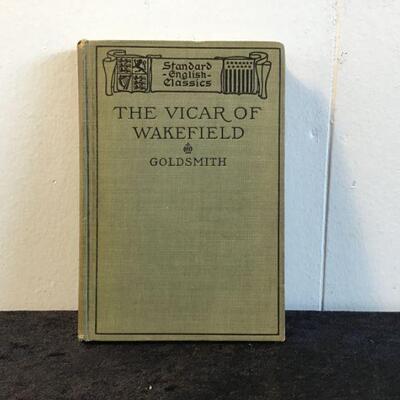 Standard
-English-
Classics
THE VICAR OF
WAKEFIELD
GOLDSMITH